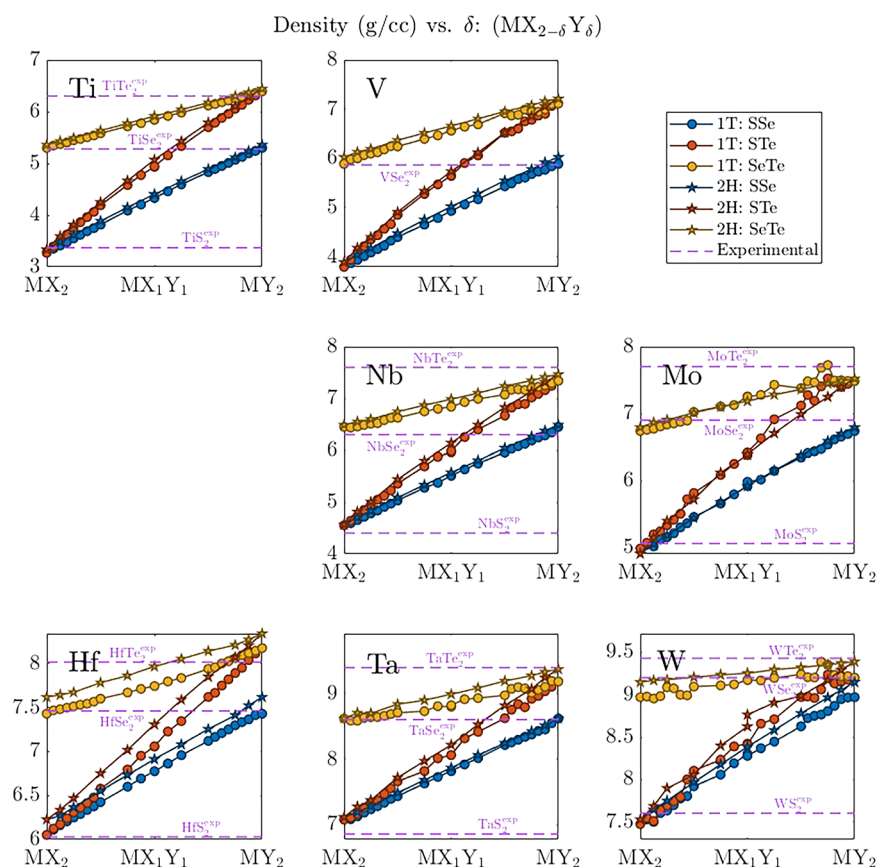 Density (g/cc) vs. δ: (MX₂₋δYδ)
7
6
5
4
3
Ti
TiTe₂ᵉˣᵖ
TiSe₂ᵉˣᵖ
TiS₂ᵉˣᵖ
MX₂ MX₁Y₁ MY₂
8
7
6
5
4
V
VSe₂ᵉˣᵖ
MX₂ MX₁Y₁ MY₂
1T: SSe
1T: STe
1T: SeTe
2H: SSe
2H: STe
2H: SeTe
Experimental
8
7
6
5
4
Nb
NbTe₂ᵉˣᵖ
NbSe₂ᵉˣᵖ
NbS₂ᵉˣᵖ
MX₂ MX₁Y₁ MY₂
8
7
6
5
Mo
MoTe₂ᵉˣᵖ
MoSe₂ᵉˣᵖ
MoS₂ᵉˣᵖ
MX₂ MX₁Y₁ MY₂
8
7.5
7
6.5
6
Hf
HfTe₂ᵉˣᵖ
HfSe₂ᵉˣᵖ
HfS₂ᵉˣᵖ
MX₂ MX₁Y₁ MY₂
9
8
7
Ta
TaTe₂ᵉˣᵖ
TaSe₂ᵉˣᵖ
TaS₂ᵉˣᵖ
MX₂ MX₁Y₁ MY₂
9.5
9
8.5
8
7.5
W
WTe₂ᵉˣᵖ
WSe₂ᵉˣᵖ
WS₂ᵉˣᵖ
MX₂ MX₁Y₁ MY₂